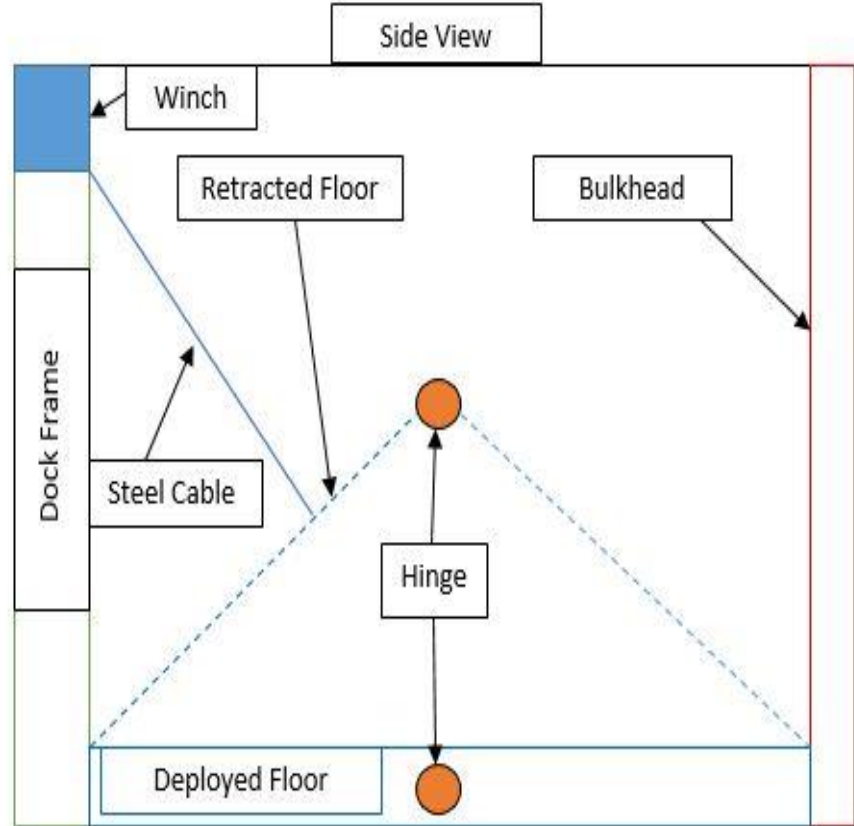 Side View
Winch
Retracted Floor
Bulkhead
Dock Frame
Steel Cable
Hinge
Deployed Floor